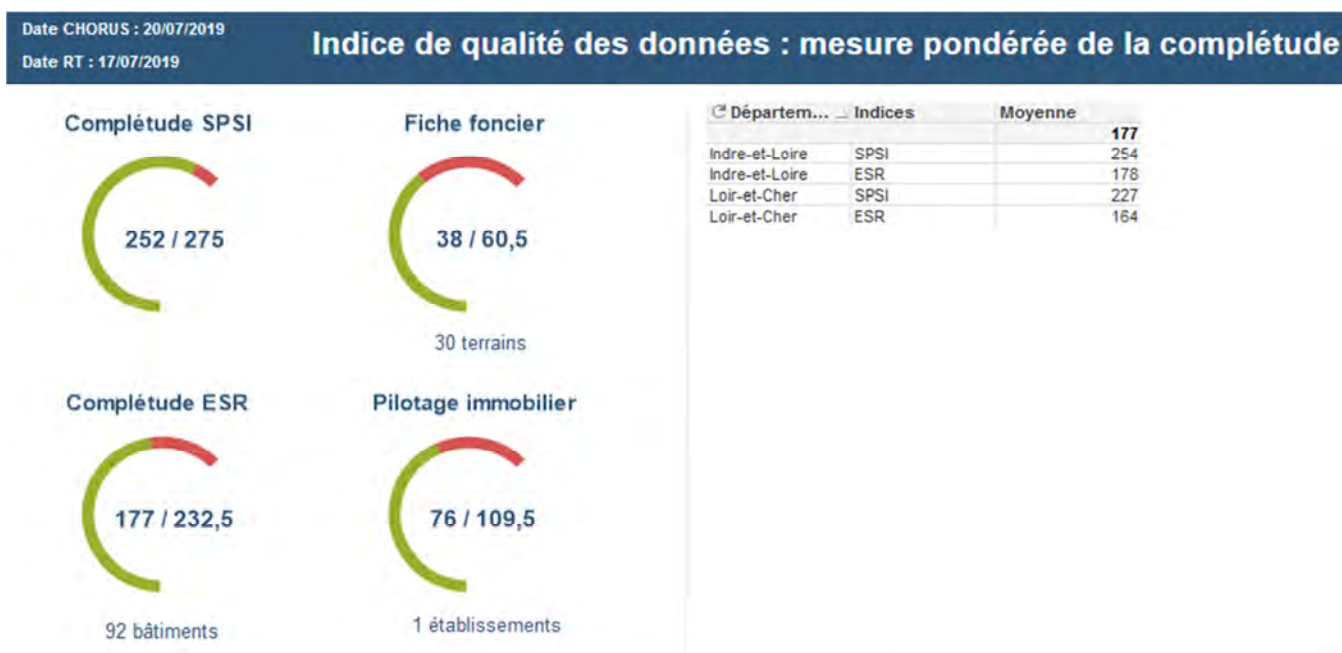 Date CHORUS : 20/07/2019
Date RT : 17/07/2019
Indice de qualité des données : mesure pondérée de la complétude
Complétude SPSI
252 / 275
Fiche foncier
38 / 60,5
30 terrains
Complétude ESR
177 / 232,5
92 bâtiments
Pilotage immobilier
76 / 109,5
1 établissements
Départem... Indices Moyenne
177
Indre-et-Loire SPSI 254
Indre-et-Loire ESR 178
Loir-et-Cher SPSI 227
Loir-et-Cher ESR 164